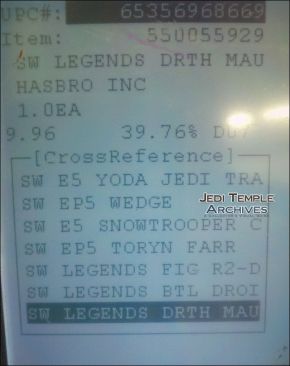 UPC#: 65356968669
Item: 550055929
SW LEGENDS DRTH MAU
HASBRO INC
1.0EA
9.96 39.76%
[CrossReference]
SW E5 YODA JEDI TRA
SW EP5 WEDGE
SW E5 SNOWTROOPER C
SW EP5 TORYN FARR
SW LEGENDS FIG R2-D
SW LEGENDS BTL DROI
SW LEGENDS DRTH MAU
JEDI TEMPLE
ARCHIVES